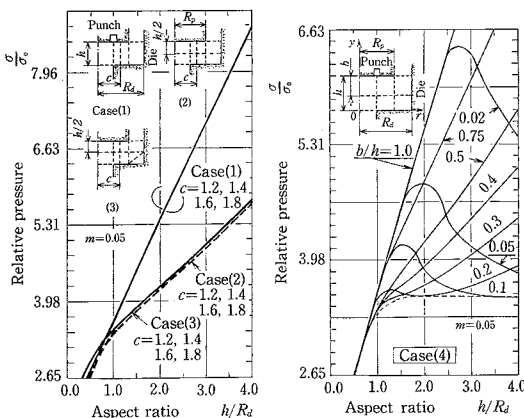 σ/σ₀
Relative pressure
7.96
6.63
5.31
3.98
2.65
Punch
h
c
R_d
Case(1)
h/2
R_p
Die
c
(2)
h/2
c
(3)
m=0.05
Case(1)
c=1.2, 1.4
1.6, 1.8
Case(2)
c=1.2, 1.4
1.6, 1.8
Case(3)
c=1.2, 1.4
1.6, 1.8
0.0 1.0 2.0 3.0 4.0
Aspect ratio h/R_d
σ/σ₀
Relative pressure
6.63
5.31
3.98
2.65
y
R_p
Punch
b
h
Die
0
r
R_d
b/h=1.0
0.02
0.75
0.5
0.4
0.3
0.05
0.2
0.1
m=0.05
Case(4)
0.0 1.0 2.0 3.0 4.0
Aspect ratio h/R_d